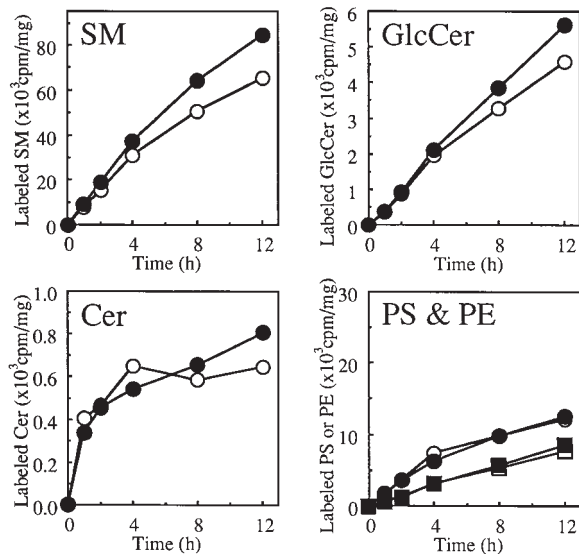 SM
Labeled SM (x10³cpm/mg)
80
60
40
20
0
0 4 8 12
Time (h)
GlcCer
Labeled GlcCer (x10³cpm/mg)
6
5
4
3
2
1
0
0 4 8 12
Time (h)
Cer
Labeled Cer (x10³cpm/mg)
1.0
0.8
0.6
0.4
0.2
0.0
0 4 8 12
Time (h)
PS & PE
Labeled PS or PE (x10³cpm/mg)
30
20
10
0
0 4 8 12
Time (h)